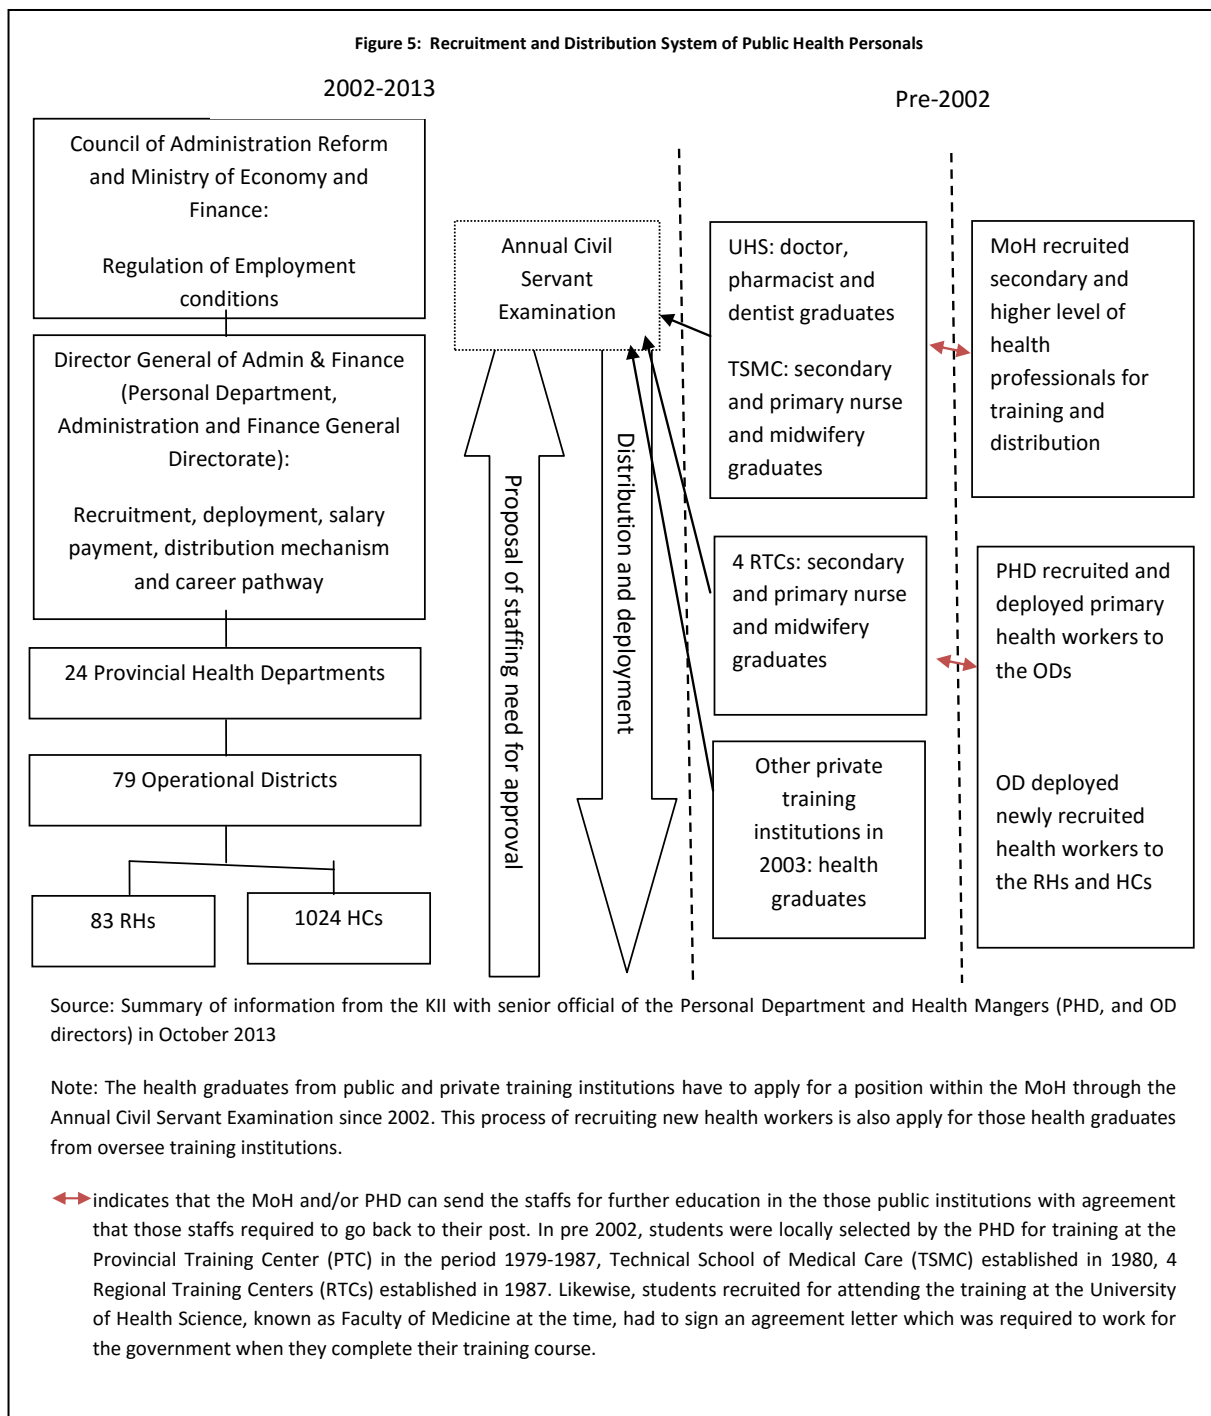 Figure 5: Recruitment and Distribution System of Public Health Personals
2002-2013
Pre-2002
Council of Administration Reform
and Ministry of Economy and
Finance:
Regulation of Employment
conditions
Director General of Admin & Finance
(Personal Department,
Administration and Finance General
Directorate):
Recruitment, deployment, salary
payment, distribution mechanism
and career pathway
24 Provincial Health Departments
79 Operational Districts
83 RHs
1024 HCs
Annual Civil
Servant
Examination
Proposal of staffing need for approval
Distribution and deployment
UHS: doctor,
pharmacist and
dentist graduates
TSMC: secondary
and primary nurse
and midwifery
graduates
4 RTCs: secondary
and primary nurse
and midwifery
graduates
Other private
training
institutions in
2003: health
graduates
MoH recruited
secondary and
higher level of
health
professionals for
training and
distribution
PHD recruited and
deployed primary
health workers to
the ODs
OD deployed
newly recruited
health workers to
the RHs and HCs
Source: Summary of information from the KII with senior official of the Personal Department and Health Mangers (PHD, and OD
directors) in October 2013
Note: The health graduates from public and private training institutions have to apply for a position within the MoH through the
Annual Civil Servant Examination since 2002. This process of recruiting new health workers is also apply for those health graduates
from oversee training institutions.
indicates that the MoH and/or PHD can send the staffs for further education in the those public institutions with agreement
that those staffs required to go back to their post. In pre 2002, students were locally selected by the PHD for training at the
Provincial Training Center (PTC) in the period 1979-1987, Technical School of Medical Care (TSMC) established in 1980, 4
Regional Training Centers (RTCs) established in 1987. Likewise, students recruited for attending the training at the University
of Health Science, known as Faculty of Medicine at the time, had to sign an agreement letter which was required to work for
the government when they complete their training course.